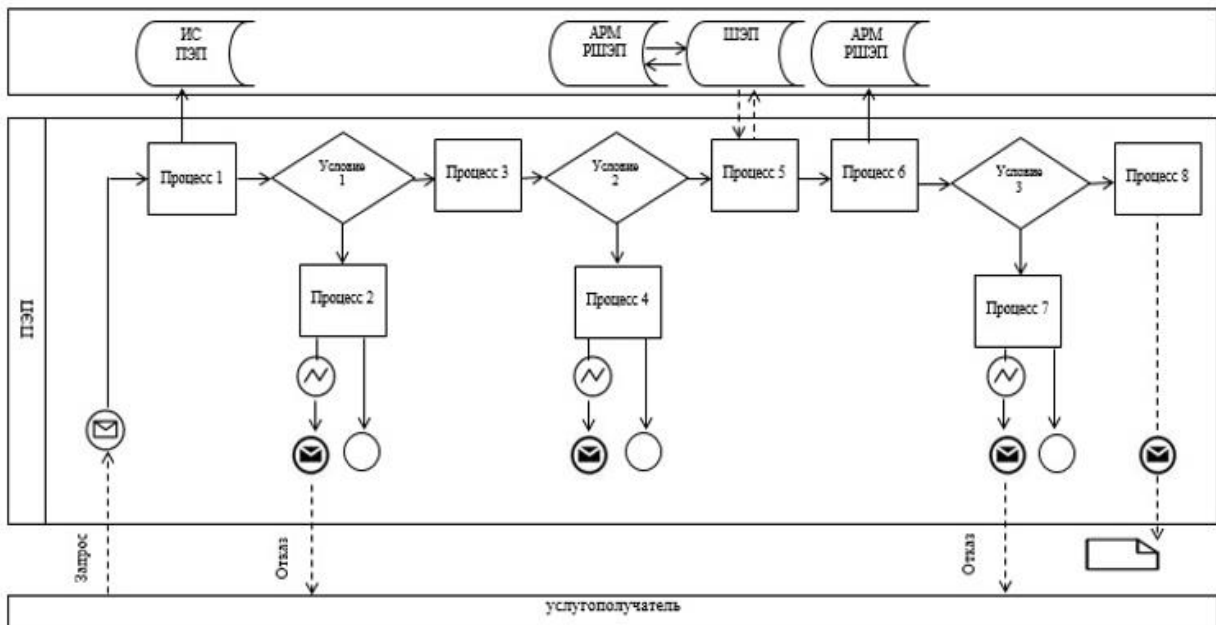 ИС
ПЭП
АРМ
РШЭП
ШЭП
АРМ
РШЭП
ПЭП
Процесс 1
Условие
1
Процесс 3
Условие
2
Процесс 5
Процесс 6
Условие
3
Процесс 8
Процесс 2
Процесс 4
Процесс 7
Запрос
Отказ
Отказ
услугополучатель